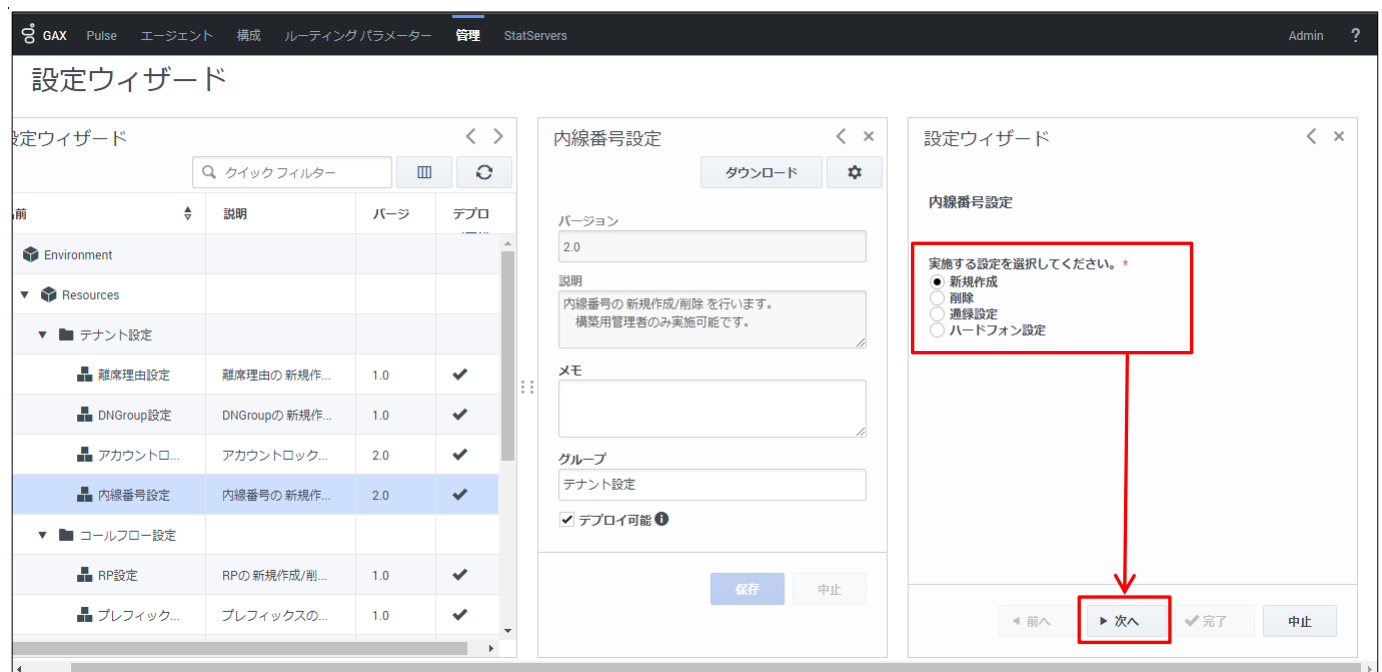 GAX Pulse エージェント 構成 ルーティング パラメーター 管理 StatServers Admin ?
設定ウィザード
設定ウィザード
クイック フィルター
名前 説明 バージ デプロ
Environment
Resources
テナント設定
離席理由設定 離席理由の 新規作... 1.0
DNGroup設定 DNGroupの 新規作... 1.0
アカウントロ... アカウントロック... 2.0
内線番号設定 内線番号の 新規作... 2.0
コールフロー設定
RP設定 RPの 新規作成/削... 1.0
プレフィック... プレフィックスの... 1.0
内線番号設定
ダウンロード
バージョン
2.0
説明
内線番号の 新規作成/削除 を行います。
構築用管理者のみ実施可能です。
メモ
グループ
テナント設定
デプロイ可能
保存 中止
設定ウィザード
内線番号設定
実施する設定を選択してください。*
新規作成
削除
通録設定
ハードフォン設定
前へ 次へ 完了 中止